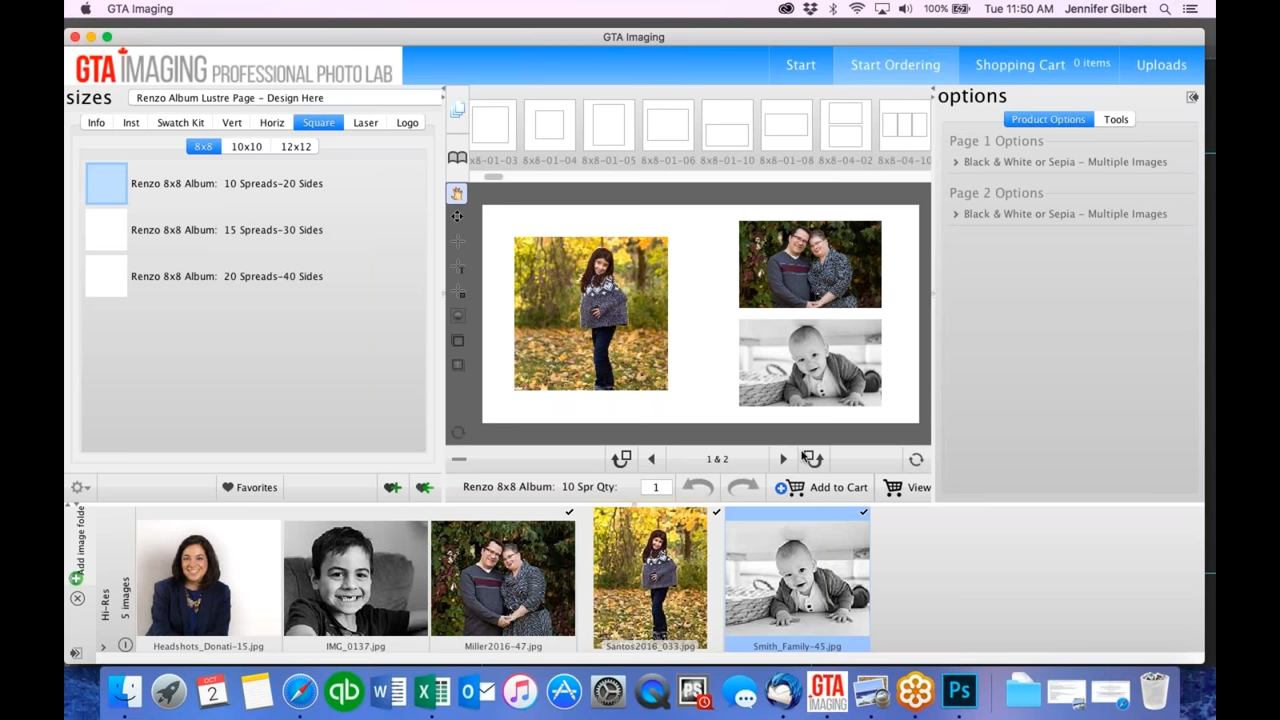 GTA Imaging
100%
Tue 11:50 AM
Jennifer Gilbert
GTA Imaging
GTA IMAGING PROFESSIONAL PHOTO LAB
Start
Start Ordering
Shopping Cart 0 items
Uploads
sizes
Renzo Album Lustre Page – Design Here
Info
Inst
Swatch Kit
Vert
Horiz
Square
Laser
Logo
8x8
10x10
12x12
Renzo 8x8 Album: 10 Spreads-20 Sides
Renzo 8x8 Album: 15 Spreads-30 Sides
Renzo 8x8 Album: 20 Spreads-40 Sides
x8-01-03
8x8-01-04
8x8-01-05
8x8-01-06
8x8-01-10
8x8-01-08
8x8-04-02
8x8-04-10
options
Product Options
Tools
Page 1 Options
Black & White or Sepia – Multiple Images
Page 2 Options
Black & White or Sepia – Multiple Images
1 & 2
Favorites
Renzo 8x8 Album: 10 Spr Qty: 1
Add to Cart
View
Add image folde
Hi-Res
5 images
Headshots_Donati-15.jpg
IMG_0137.jpg
Miller2016-47.jpg
Santos2016_033.jpg
Smith_Family-45.jpg
OCT
2
qb
W
X
O
PS
GTA
IMAGING
Ps